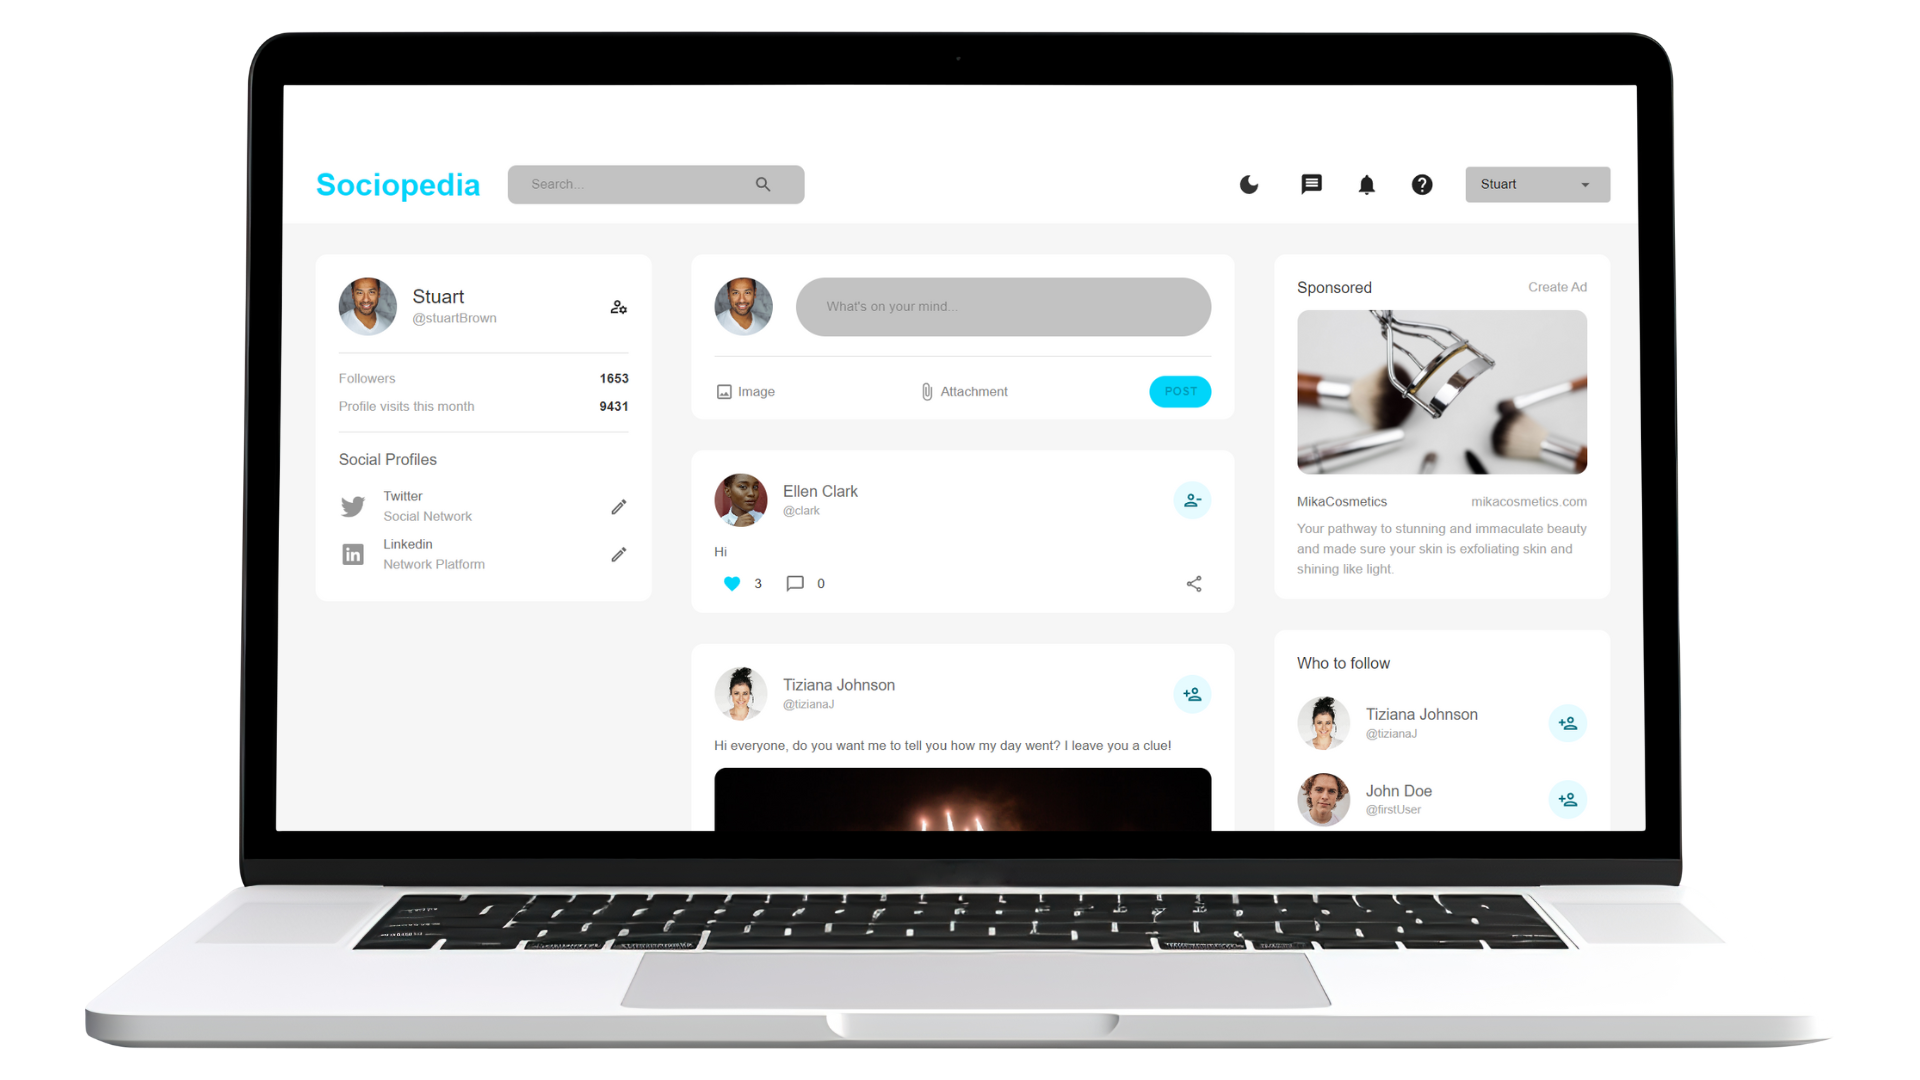 Sociopedia
Search...
Stuart
Stuart
@stuartBrown
Followers 1653
Profile visits this month 9431
Social Profiles
Twitter
Social Network
Linkedin
Network Platform
What's on your mind...
Image
Attachment
POST
Ellen Clark
@clark
Hi
3
0
Tiziana Johnson
@tizianaJ
Hi everyone, do you want me to tell you how my day went? I leave you a clue!
Sponsored
Create Ad
MikaCosmetics
mikacosmetics.com
Your pathway to stunning and immaculate beauty
and made sure your skin is exfoliating skin and
shining like light.
Who to follow
Tiziana Johnson
@tizianaJ
John Doe
@firstUser